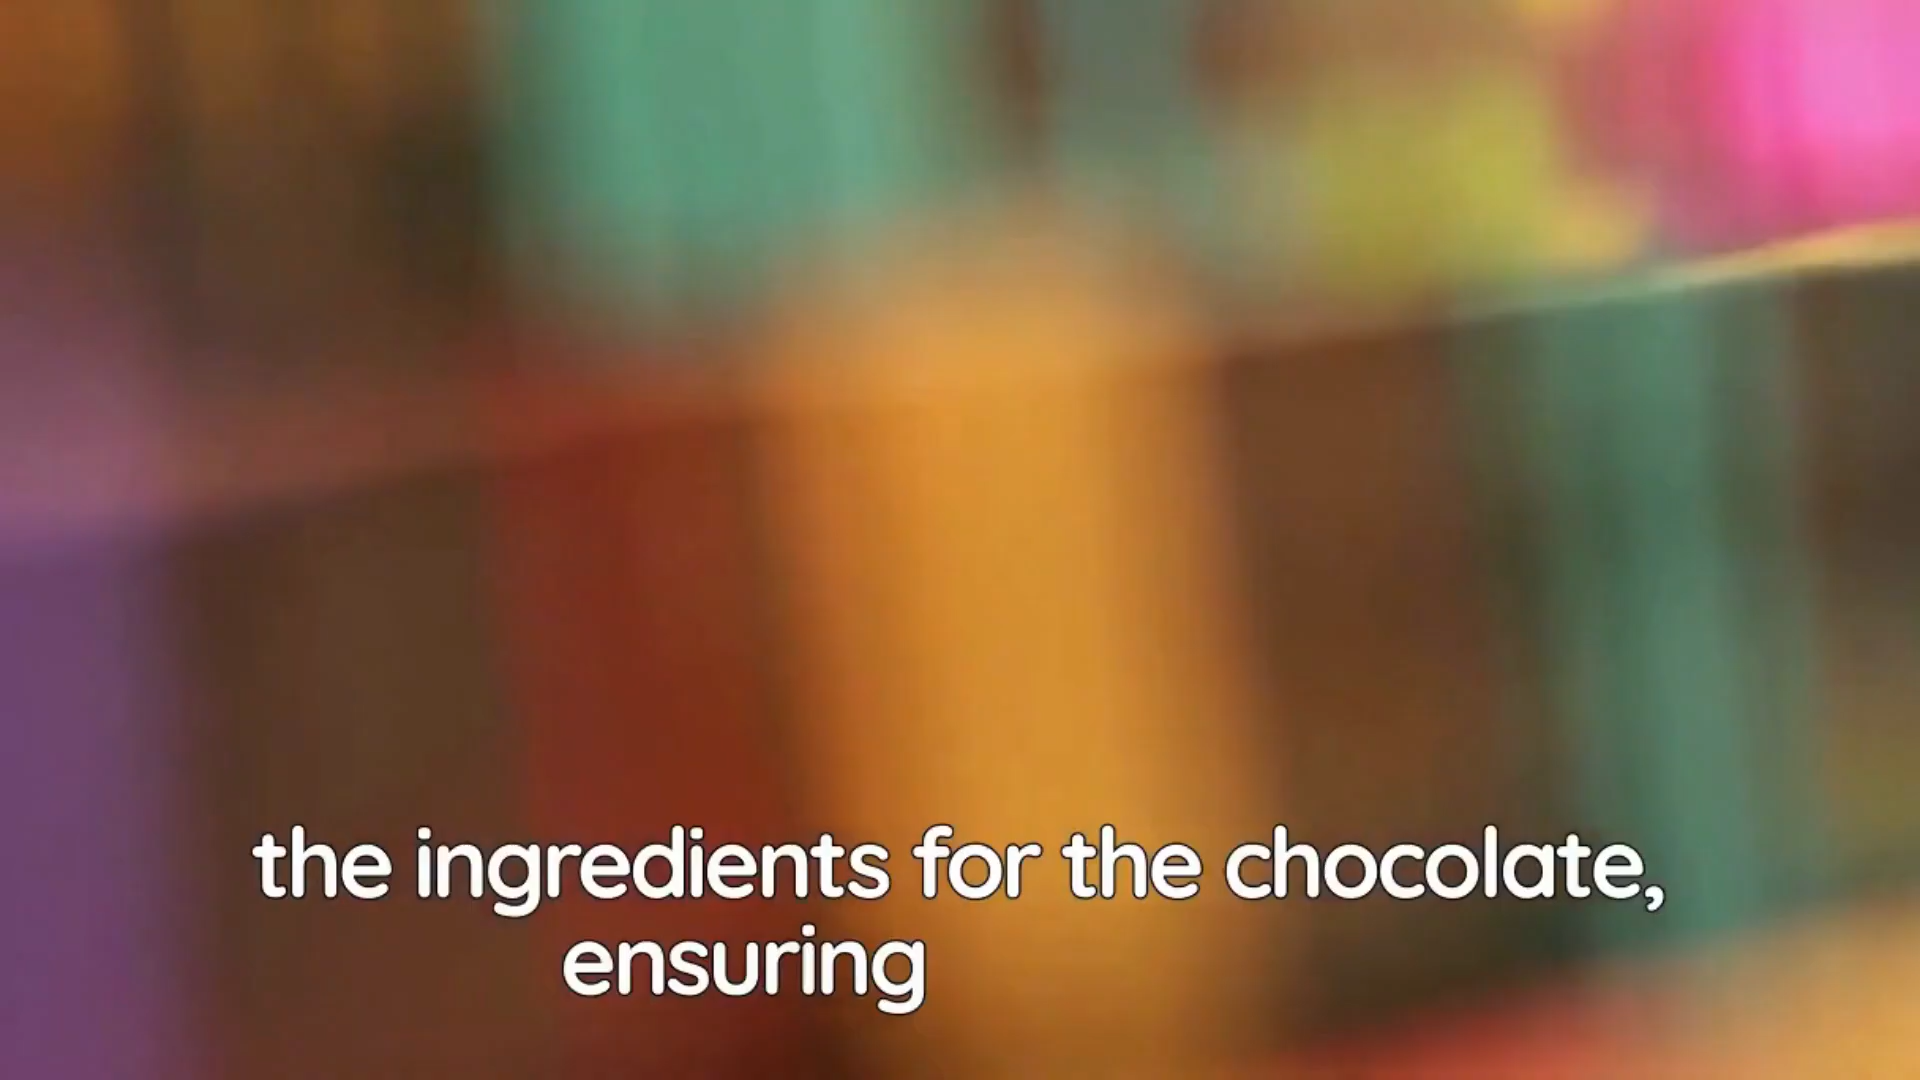 the ingredients for the chocolate,
ensuring